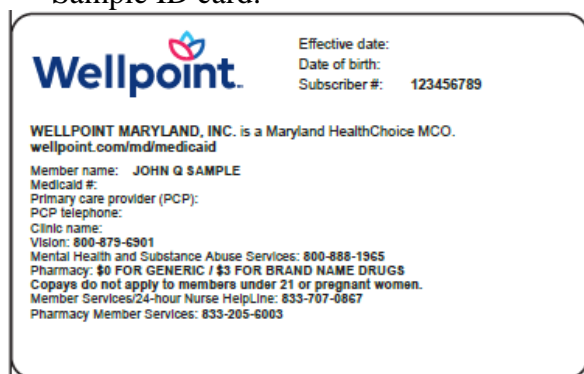 Sample ID card:
Wellpoint
Effective date:
Date of birth:
Subscriber #: 123456789
WELLPOINT MARYLAND, INC. is a Maryland HealthChoice MCO.
wellpoint.com/md/medicaid
Member name: JOHN Q SAMPLE
Medicaid #:
Primary care provider (PCP):
PCP telephone:
Clinic name:
Vision: 800-879-6901
Mental Health and Substance Abuse Services: 800-888-1965
Pharmacy: $0 FOR GENERIC / $3 FOR BRAND NAME DRUGS
Copays do not apply to members under 21 or pregnant women.
Member Services/24-hour Nurse HelpLine: 833-707-0867
Pharmacy Member Services: 833-205-6003